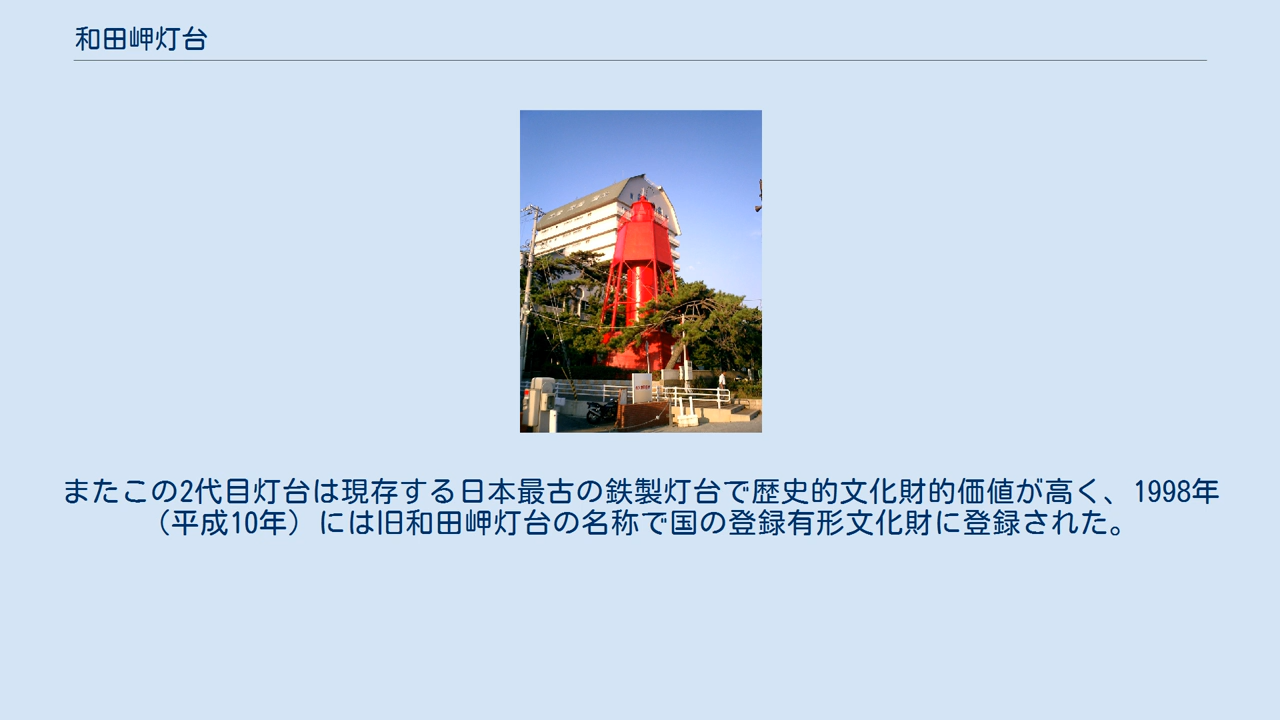 和田岬灯台
またこの2代目灯台は現存する日本最古の鉄製灯台で歴史的文化財的価値が高く、1998年
（平成10年）には旧和田岬灯台の名称で国の登録有形文化財に登録された。